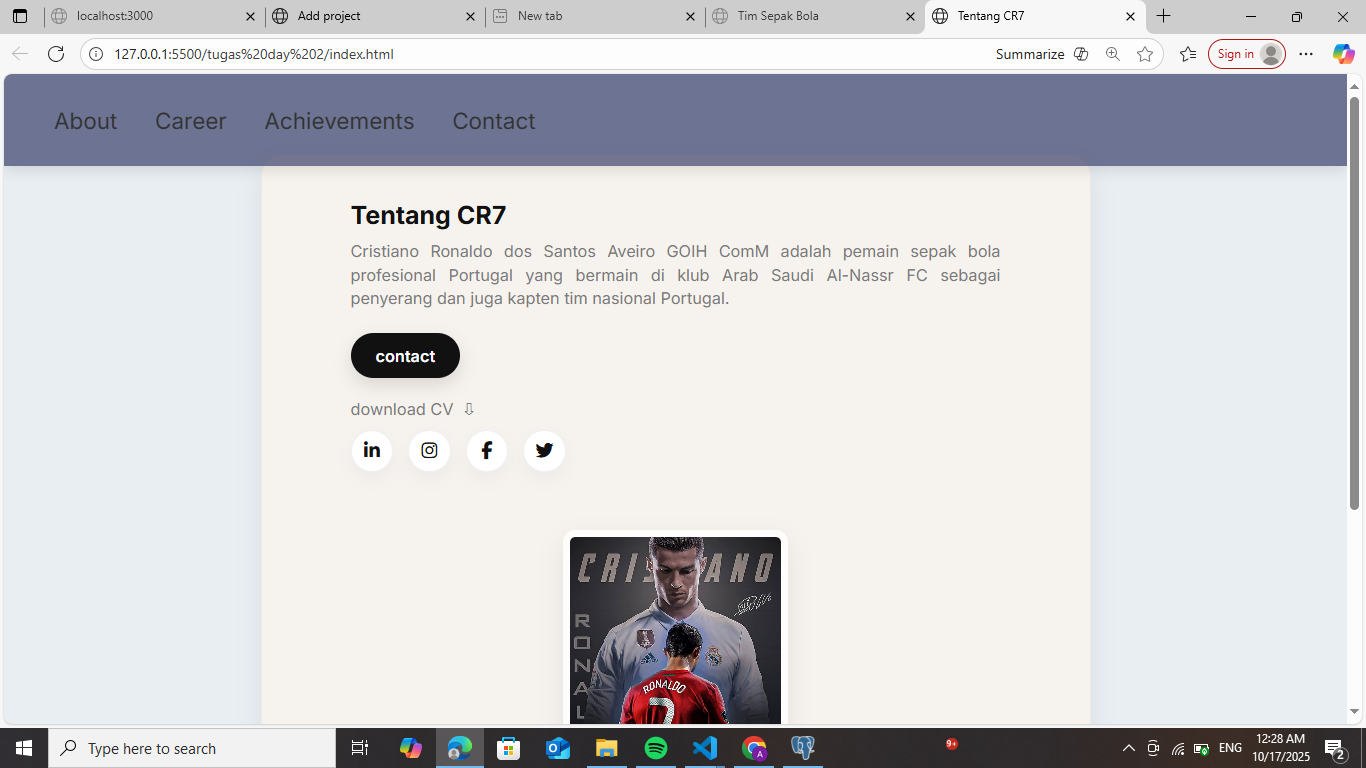 localhost:3000
Add project
New tab
Tim Sepak Bola
Tentang CR7
127.0.0.1:5500/tugas%20day%202/index.html
Summarize
Sign in
About
Career
Achievements
Contact
Tentang CR7
Cristiano Ronaldo dos Santos Aveiro GOIH ComM adalah pemain sepak bola
profesional Portugal yang bermain di klub Arab Saudi Al-Nassr FC sebagai
penyerang dan juga kapten tim nasional Portugal.
contact
download CV ⇩
CRISTIANO
RONAL
RONALDO
7
Type here to search
A
9+
ENG
12:28 AM
10/17/2025
2